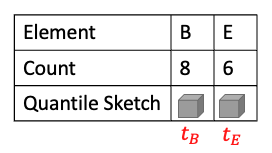 Element B E
Count 8 6
Quantile Sketch
t_B t_E